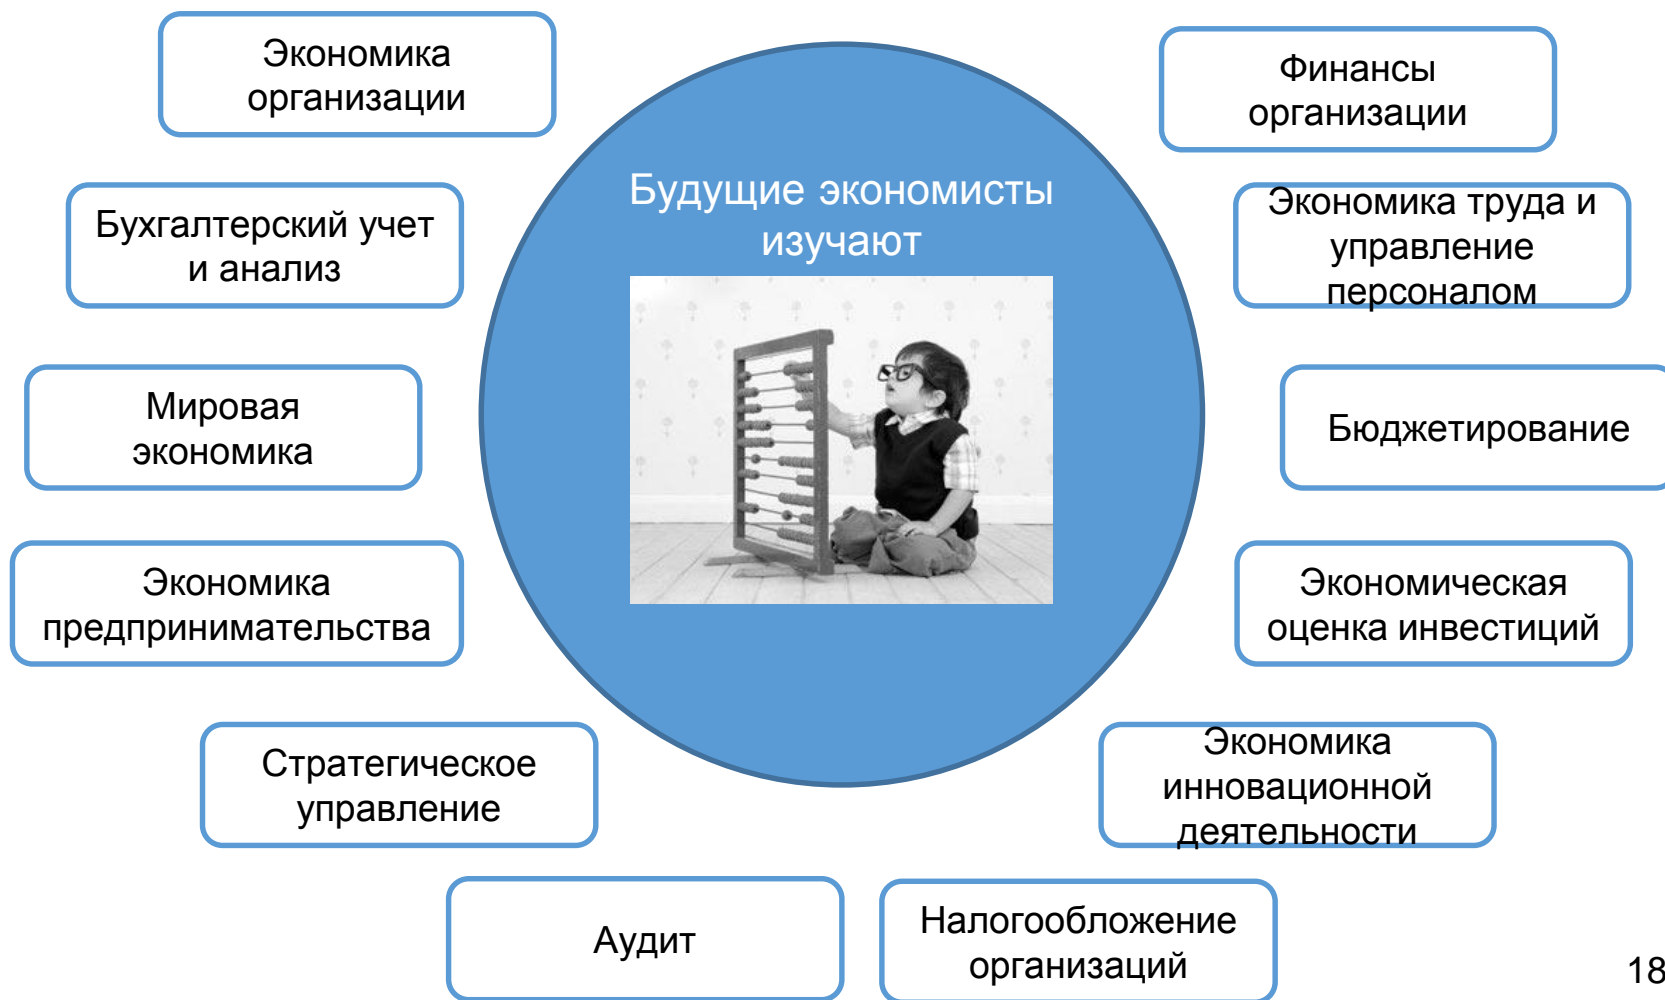 Экономика
организации
Финансы
организации
Будущие экономисты
изучают
Бухгалтерский учет
и анализ
Экономика труда и
управление
персоналом
Мировая
экономика
Бюджетирование
Экономика
предпринимательства
Экономическая
оценка инвестиций
Стратегическое
управление
Экономика
инновационной
деятельности
Аудит
Налогообложение
организаций
18